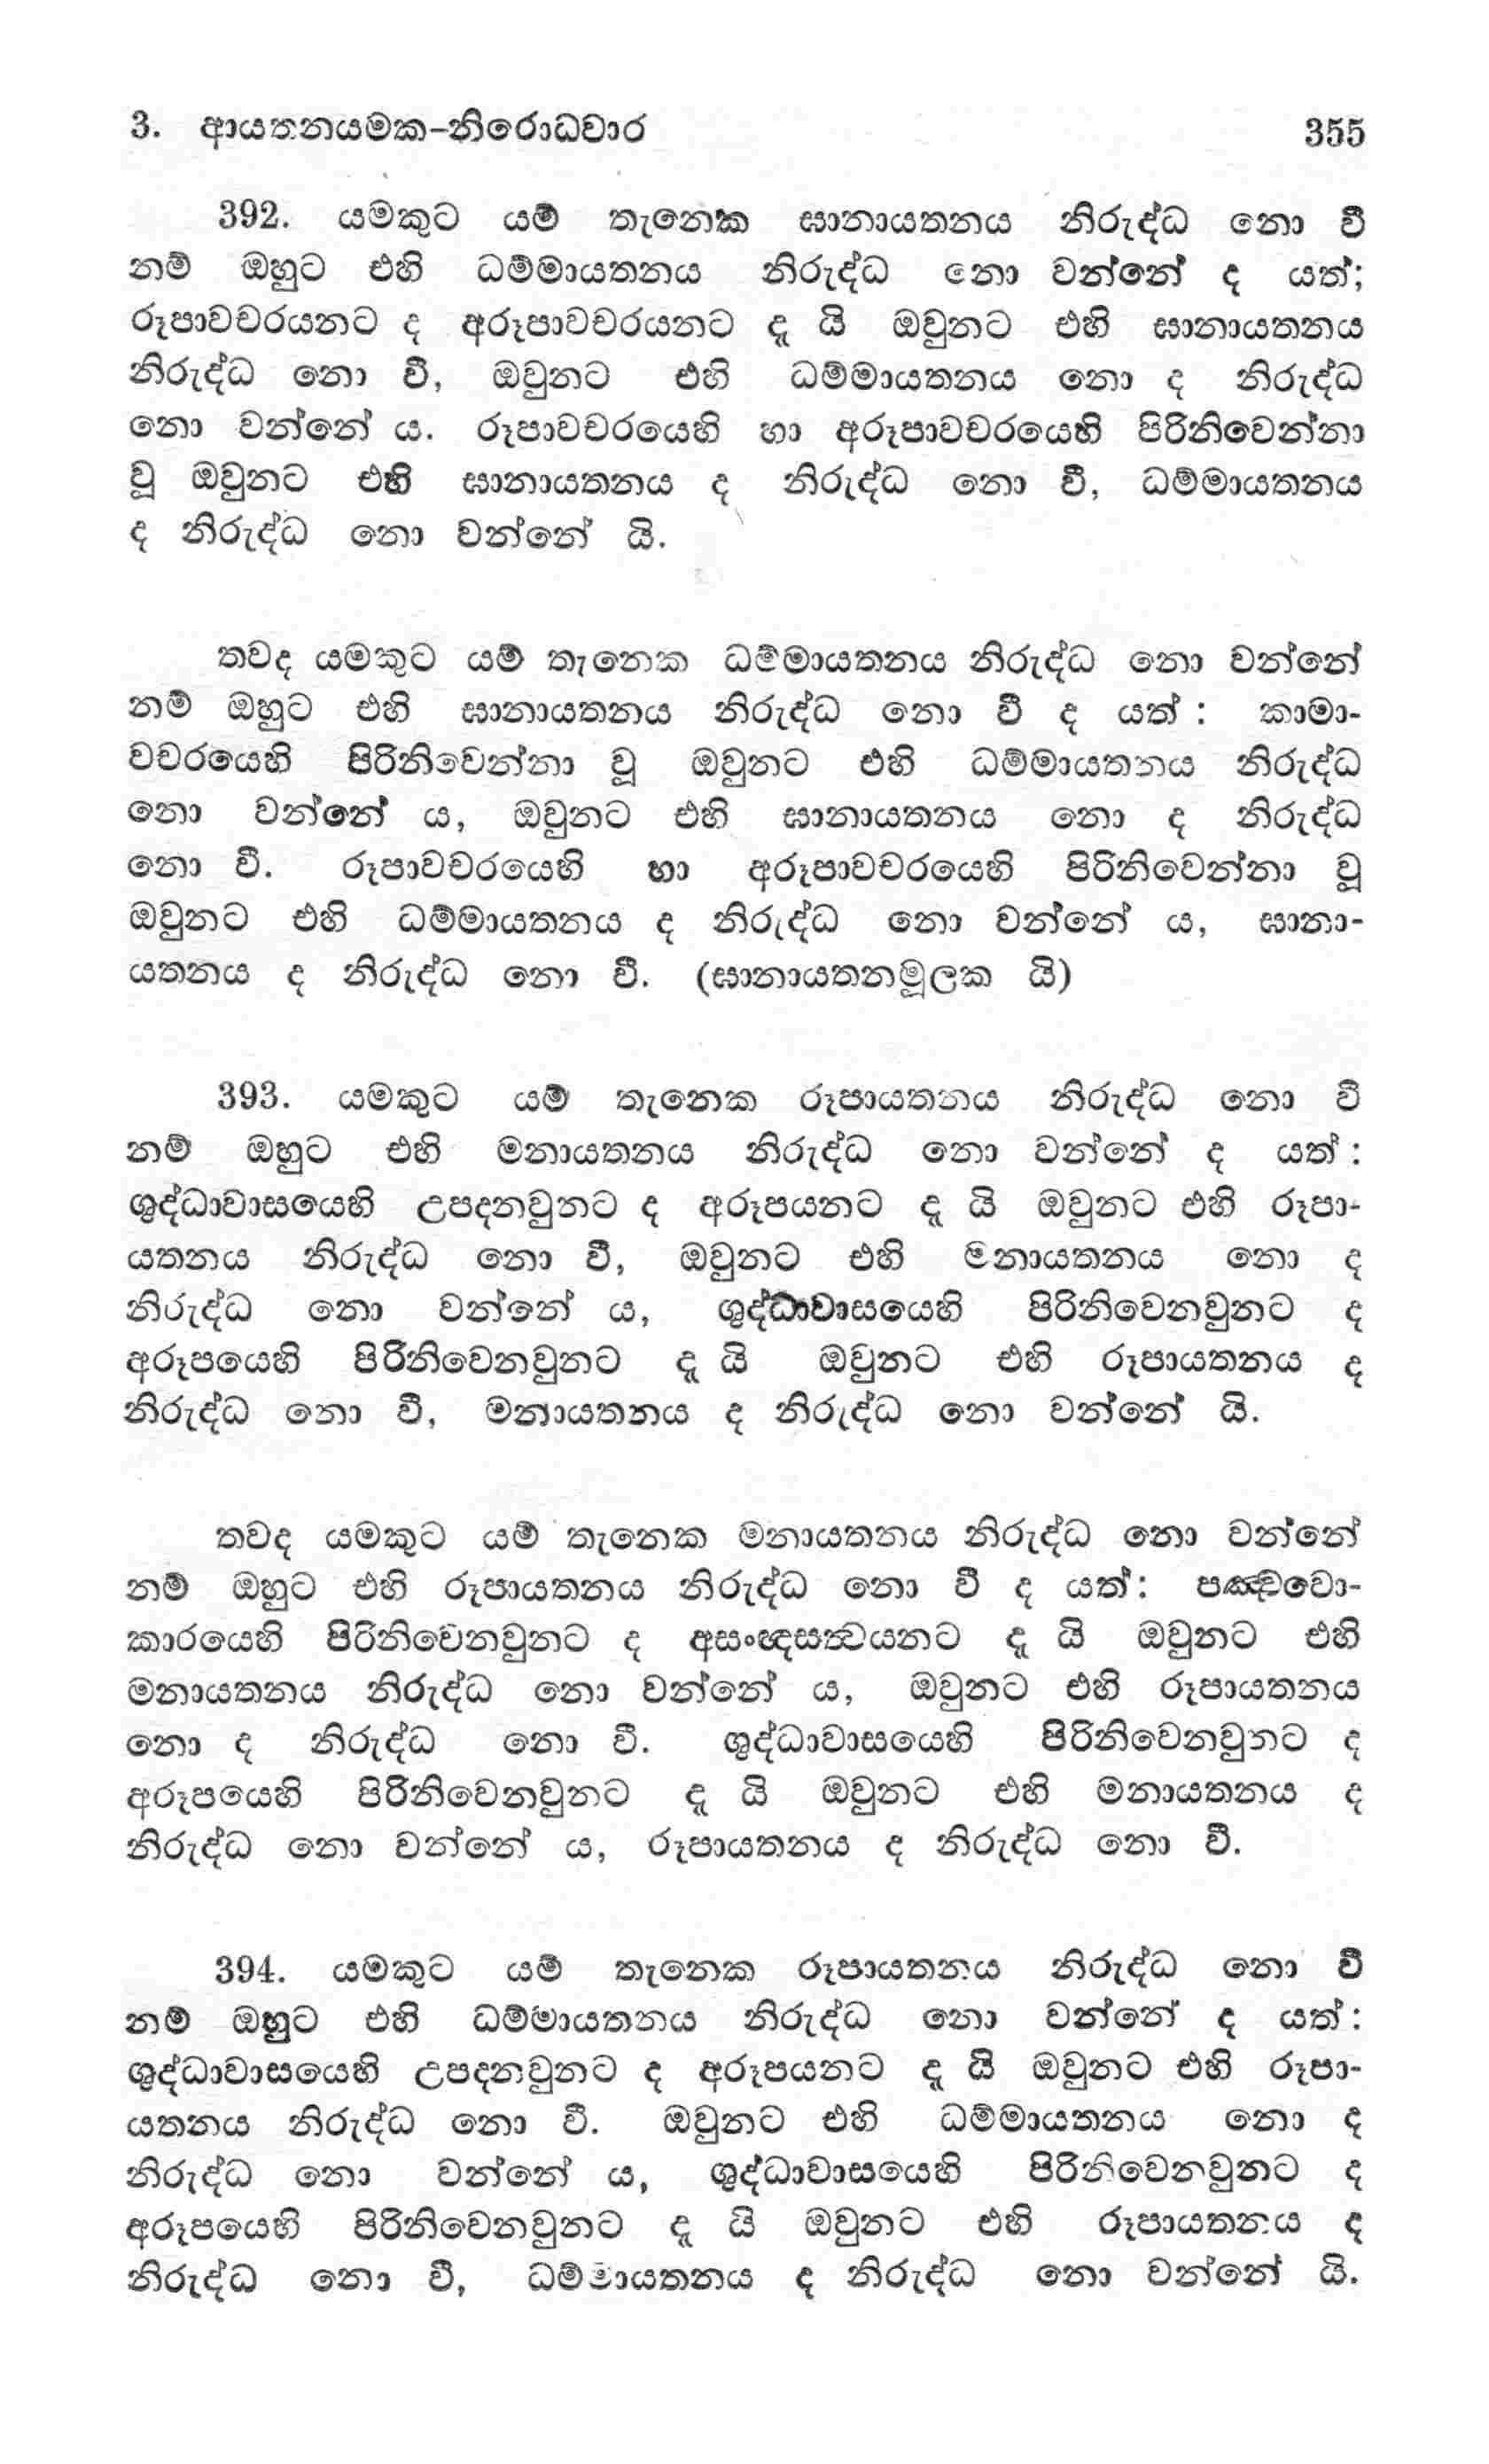 3. ආයතනයමක-නිරොධවාර 355
392. යමකුට යම් තැනෙක ඝානායතනය නිරුද්ධ නො වී
නම් ඔහුට එහි ධම්මායතනය නිරුද්ධ නො වන්නේ ද යත්;
රූපාවචරයනට ද අරූපාවචරයනට දැ යි ඔවුනට එහි ඝානායතනය
නිරුද්ධ නො වී, ඔවුනට එහි ධම්මායතනය නො ද නිරුද්ධ
නො වන්නේ ය. රූපාවචරයෙහි හා අරූපාවචරයෙහි පිරිනිවෙන්නා
වූ ඔවුනට එහි ඝානායතනය ද නිරුද්ධ නො වී, ධම්මායතනය
ද නිරුද්ධ නො වන්නේ යි.
තවද යමකුට යම් තැනෙක ධම්මායතනය නිරුද්ධ නො වන්නේ
නම් ඔහුට එහි ඝානායතනය නිරුද්ධ නො වී ද යත් : කාමා-
වචරයෙහි පිරිනිවෙන්නා වූ ඔවුනට එහි ධම්මායතනය නිරුද්ධ
නො වන්නේ ය, ඔවුනට එහි ඝානායතනය නො ද නිරුද්ධ
නො වී. රූපාවචරයෙහි හා අරූපාවචරයෙහි පිරිනිවෙන්නා වූ
ඔවුනට එහි ධම්මායතනය ද නිරුද්ධ නො වන්නේ ය, ඝානා-
යතනය ද නිරුද්ධ නො වී. (ඝානායතනමූලක යි)
393. යමකුට යම් තැනෙක රූපායතනය නිරුද්ධ නො වී
නම් ඔහුට එහි මනායතනය නිරුද්ධ නො වන්නේ ද යත් :
ශුද්ධාවාසයෙහි උපදනවුනට ද අරූපයනට දැ යි ඔවුනට එහි රූපා-
යතනය නිරුද්ධ නො වී, ඔවුනට එහි මනායතනය නො ද
නිරුද්ධ නො වන්නේ ය, ශුද්ධාවාසයෙහි පිරිනිවෙනවුනට ද
අරූපයෙහි පිරිනිවෙනවුනට දැ යි ඔවුනට එහි රූපායතනය ද
නිරුද්ධ නො වී, මනායතනය ද නිරුද්ධ නො වන්නේ යි.
තවද යමකුට යම් තැනෙක මනායතනය නිරුද්ධ නො වන්නේ
නම් ඔහුට එහි රූපායතනය නිරුද්ධ නො වී ද යත්: පඤ්චවො-
කාරයෙහි පිරිනිවෙනවුනට ද අසංඥසත්ත්වයනට දැ යි ඔවුනට එහි
මනායතනය නිරුද්ධ නො වන්නේ ය, ඔවුනට එහි රූපායතනය
නො ද නිරුද්ධ නො වී. ශුද්ධාවාසයෙහි පිරිනිවෙනවුනට ද
අරූපයෙහි පිරිනිවෙනවුනට දැ යි ඔවුනට එහි මනායතනය ද
නිරුද්ධ නො වන්නේ ය, රූපායතනය ද නිරුද්ධ නො වී.
394. යමකුට යම් තැනෙක රූපායතනය නිරුද්ධ නො වී
නම් ඔහුට එහි ධම්මායතනය නිරුද්ධ නො වන්නේ ද යත් :
ශුද්ධාවාසයෙහි උපදනවුනට ද අරූපයනට දැ යි ඔවුනට එහි රූපා-
යතනය නිරුද්ධ නො වී. ඔවුනට එහි ධම්මායතනය නො ද
නිරුද්ධ නො වන්නේ ය, ශුද්ධාවාසයෙහි පිරිනිවෙනවුනට ද
අරූපයෙහි පිරිනිවෙනවුනට දැ යි ඔවුනට එහි රූපායතනය ද
නිරුද්ධ නො වී, ධම්මායතනය ද නිරුද්ධ නො වන්නේ යි.